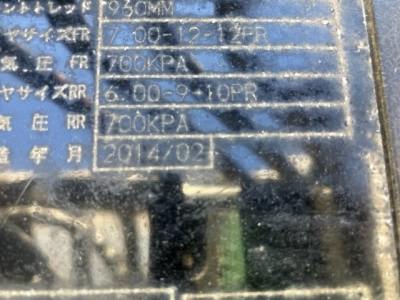 ントトレッド 930MM
ヤサイズFR 7.00-12-12PR
気圧 FR 700KPA
ヤサイズRR 6.00-9-10PR
気圧 RR 700KPA
造年月 2014/02